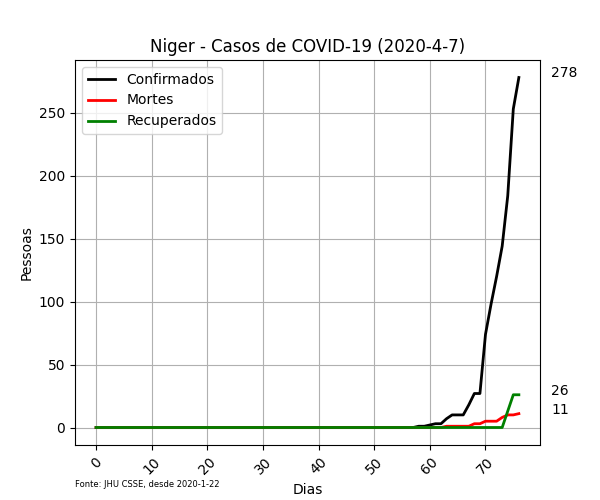 Niger - Casos de COVID-19 (2020-4-7)
Confirmados
Mortes
Recuperados
278
26
11
Pessoas
250
200
150
100
50
0
0 10 20 30 40 50 60 70
Dias
Fonte: JHU CSSE, desde 2020-1-22